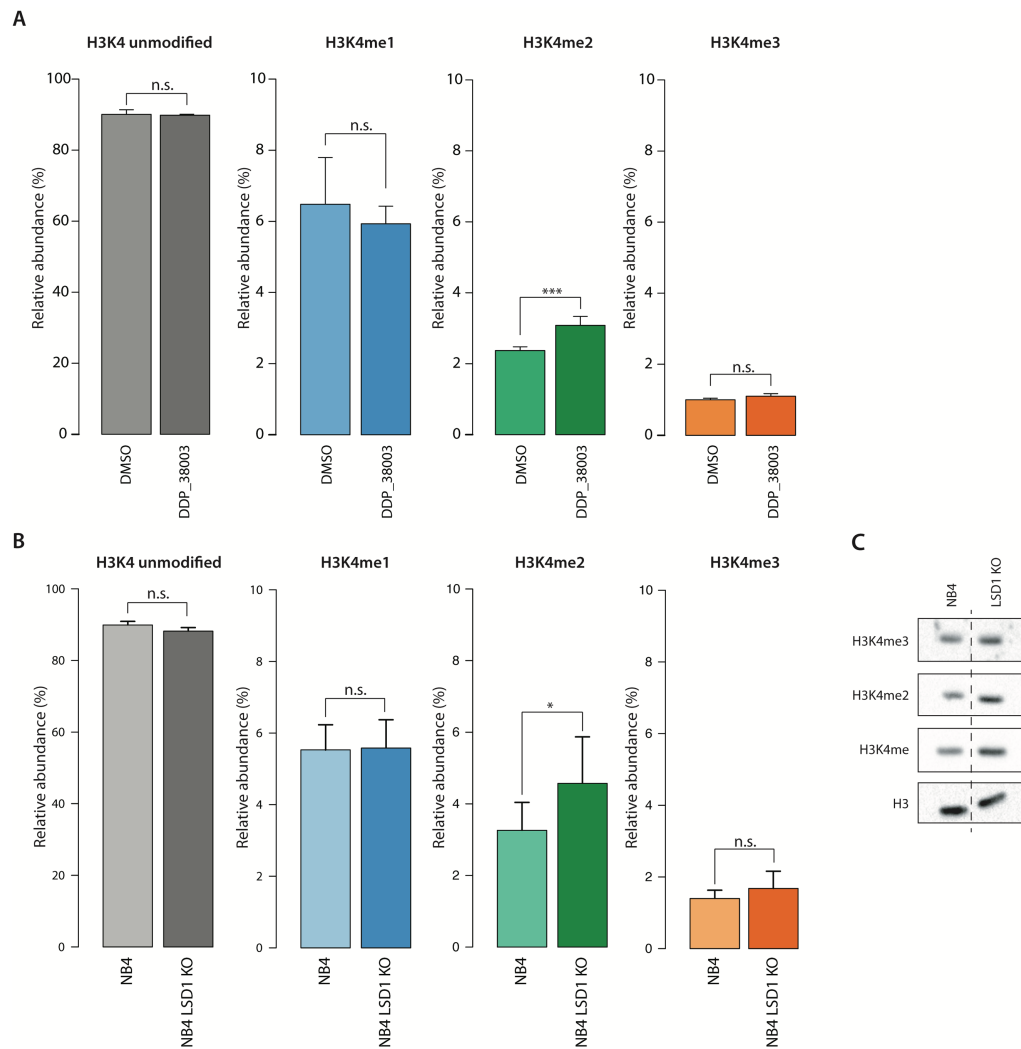 A
H3K4 unmodified
H3K4me1
H3K4me2
H3K4me3
Relative abundance (%)
100
80
60
40
20
0
n.s.
DMSO
DDP_38003
Relative abundance (%)
10
8
6
4
2
0
n.s.
DMSO
DDP_38003
Relative abundance (%)
10
8
6
4
2
0
***
DMSO
DDP_38003
Relative abundance (%)
10
8
6
4
2
0
n.s.
DMSO
DDP_38003
B
H3K4 unmodified
H3K4me1
H3K4me2
H3K4me3
Relative abundance (%)
100
80
60
40
20
0
n.s.
NB4
NB4 LSD1 KO
Relative abundance (%)
10
8
6
4
2
0
n.s.
NB4
NB4 LSD1 KO
Relative abundance (%)
10
8
6
4
2
0
*
NB4
NB4 LSD1 KO
Relative abundance (%)
10
8
6
4
2
0
n.s.
NB4
NB4 LSD1 KO
C
NB4
LSD1 KO
H3K4me3
H3K4me2
H3K4me
H3